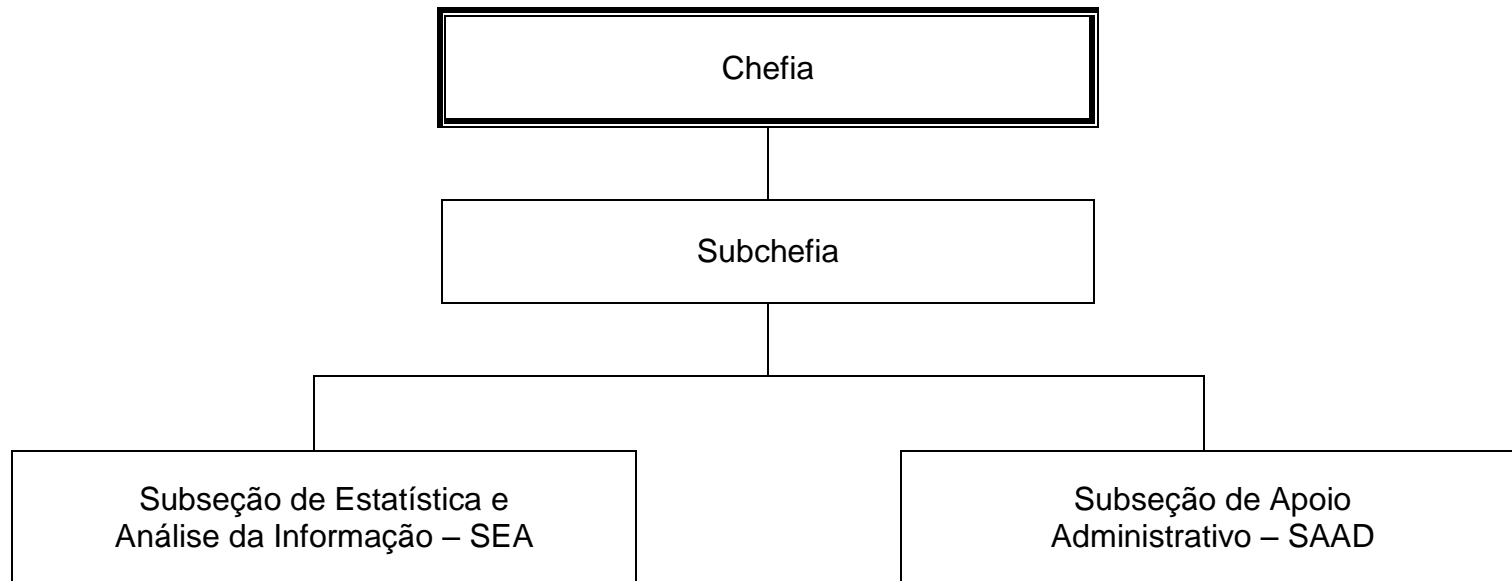 Chefia
Subchefia
Subseção de Estatística e
Análise da Informação – SEA
Subseção de Apoio
Administrativo – SAAD